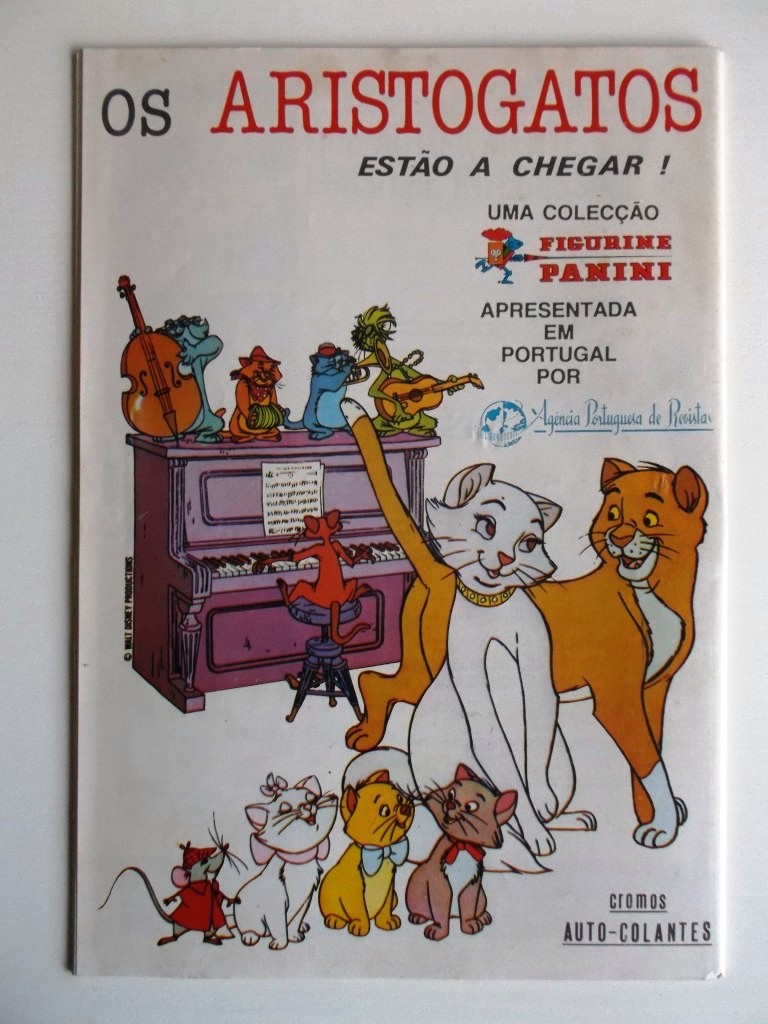 OS ARISTOGATOS
ESTÃO A CHEGAR !
UMA COLECÇÃO
FIGURINE
PANINI
APRESENTADA
EM
PORTUGAL
POR
Agência Portuguesa de Revistas
© WALT DISNEY PRODUCTIONS
cromos
AUTO-COLANTES